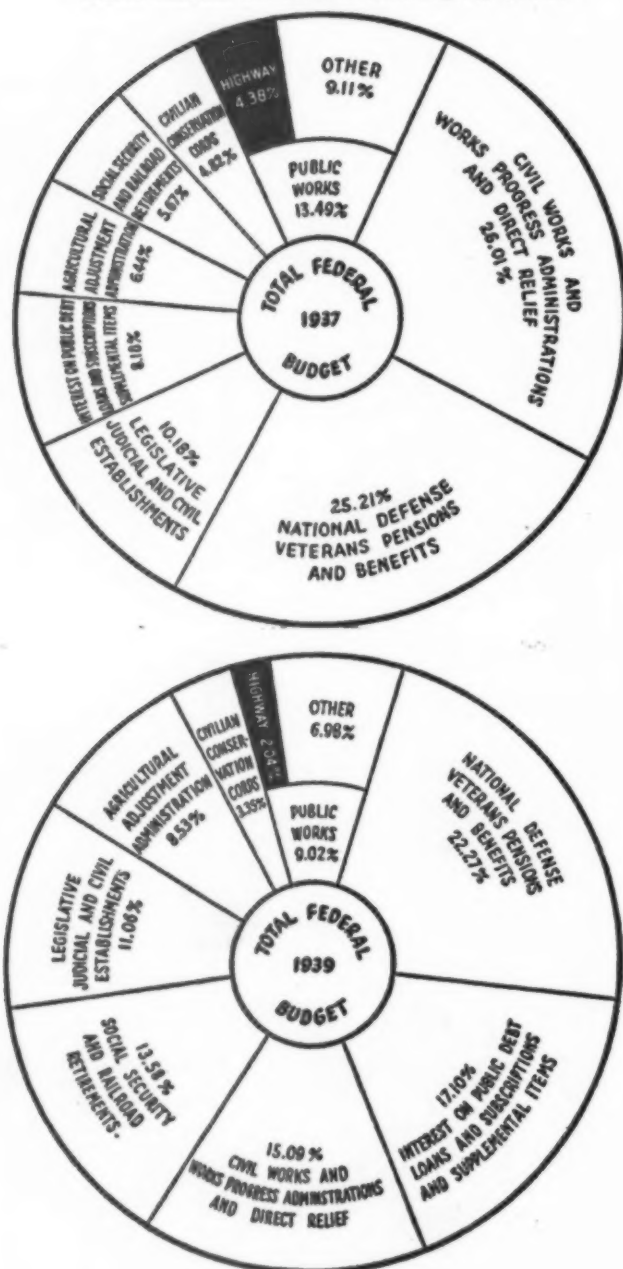 HIGHWAY
4.38%
OTHER
9.11%
PUBLIC
WORKS
13.49%
CIVIL WORKS AND
WORKS PROGRESS ADMINISTRATIONS
AND DIRECT RELIEF
26.01%
25.21%
NATIONAL DEFENSE
VETERANS PENSIONS
AND BENEFITS
10.18%
LEGISLATIVE
JUDICIAL AND CIVIL
ESTABLISHMENTS
INTEREST ON PUBLIC DEBT
LOANS AND SUBSCRIPTIONS
SUPPLEMENTAL ITEMS
8.18%
AGRICULTURAL
ADJUSTMENT
ADMINISTRATION
6.44%
SOCIAL SECURITY
AND RAILROAD
RETIREMENTS
5.67%
CIVILIAN
CONSERVATION
CORPS
4.82%
TOTAL FEDERAL
1937
BUDGET
HIGHWAY 2.04%
OTHER
6.98%
PUBLIC
WORKS
9.02%
NATIONAL DEFENSE
VETERANS PENSIONS
AND BENEFITS
22.27%
17.10%
INTEREST ON PUBLIC DEBT
LOANS AND SUBSCRIPTIONS
AND SUPPLEMENTAL ITEMS
15.09%
CIVIL WORKS AND
WORKS PROGRESS ADMINISTRATIONS
AND DIRECT RELIEF
13.58%
SOCIAL SECURITY
AND RAILROAD
RETIREMENTS.
LEGISLATIVE
JUDICIAL AND CIVIL
ESTABLISHMENTS
11.06%
AGRICULTURAL
ADJUSTMENT
ADMINISTRATION
8.53%
CIVILIAN
CONSER-
VATION
CORPS
3.35%
TOTAL FEDERAL
1939
BUDGET